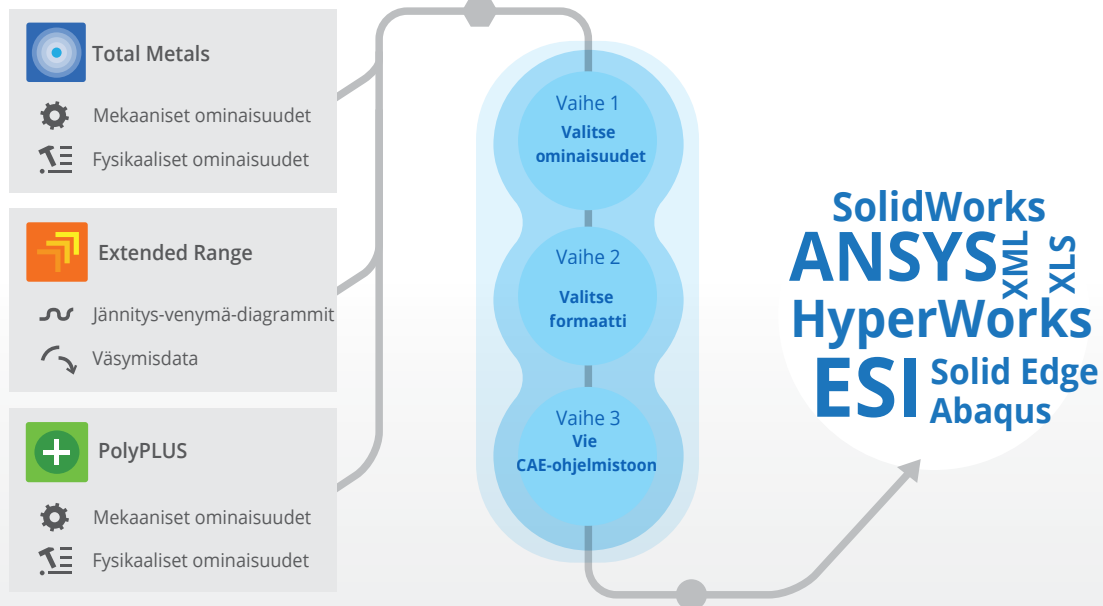 Total Metals
Mekaaniset ominaisuudet
Fysikaaliset ominaisuudet
Extended Range
Jännitys-venymä-diagrammit
Väsymisdata
PolyPLUS
Mekaaniset ominaisuudet
Fysikaaliset ominaisuudet
Vaihe 1
Valitse
ominaisuudet
Vaihe 2
Valitse
formaatti
Vaihe 3
Vie
CAE-ohjelmistoon
SolidWorks
ANSYS
XML
XLS
HyperWorks
ESI
Solid Edge
Abaqus